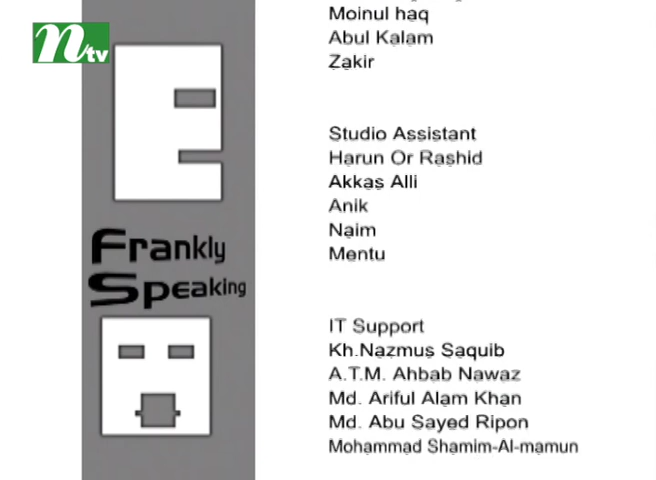 ntv
Frankly
Speaking
Moinul haq
Abul Kalam
Zakir
Studio Assistant
Harun Or Rashid
Akkas Alli
Anik
Naim
Mentu
IT Support
Kh.Nazmus Saquib
A.T.M. Ahbab Nawaz
Md. Ariful Alam Khan
Md. Abu Sayed Ripon
Mohammad Shamim-Al-mamun